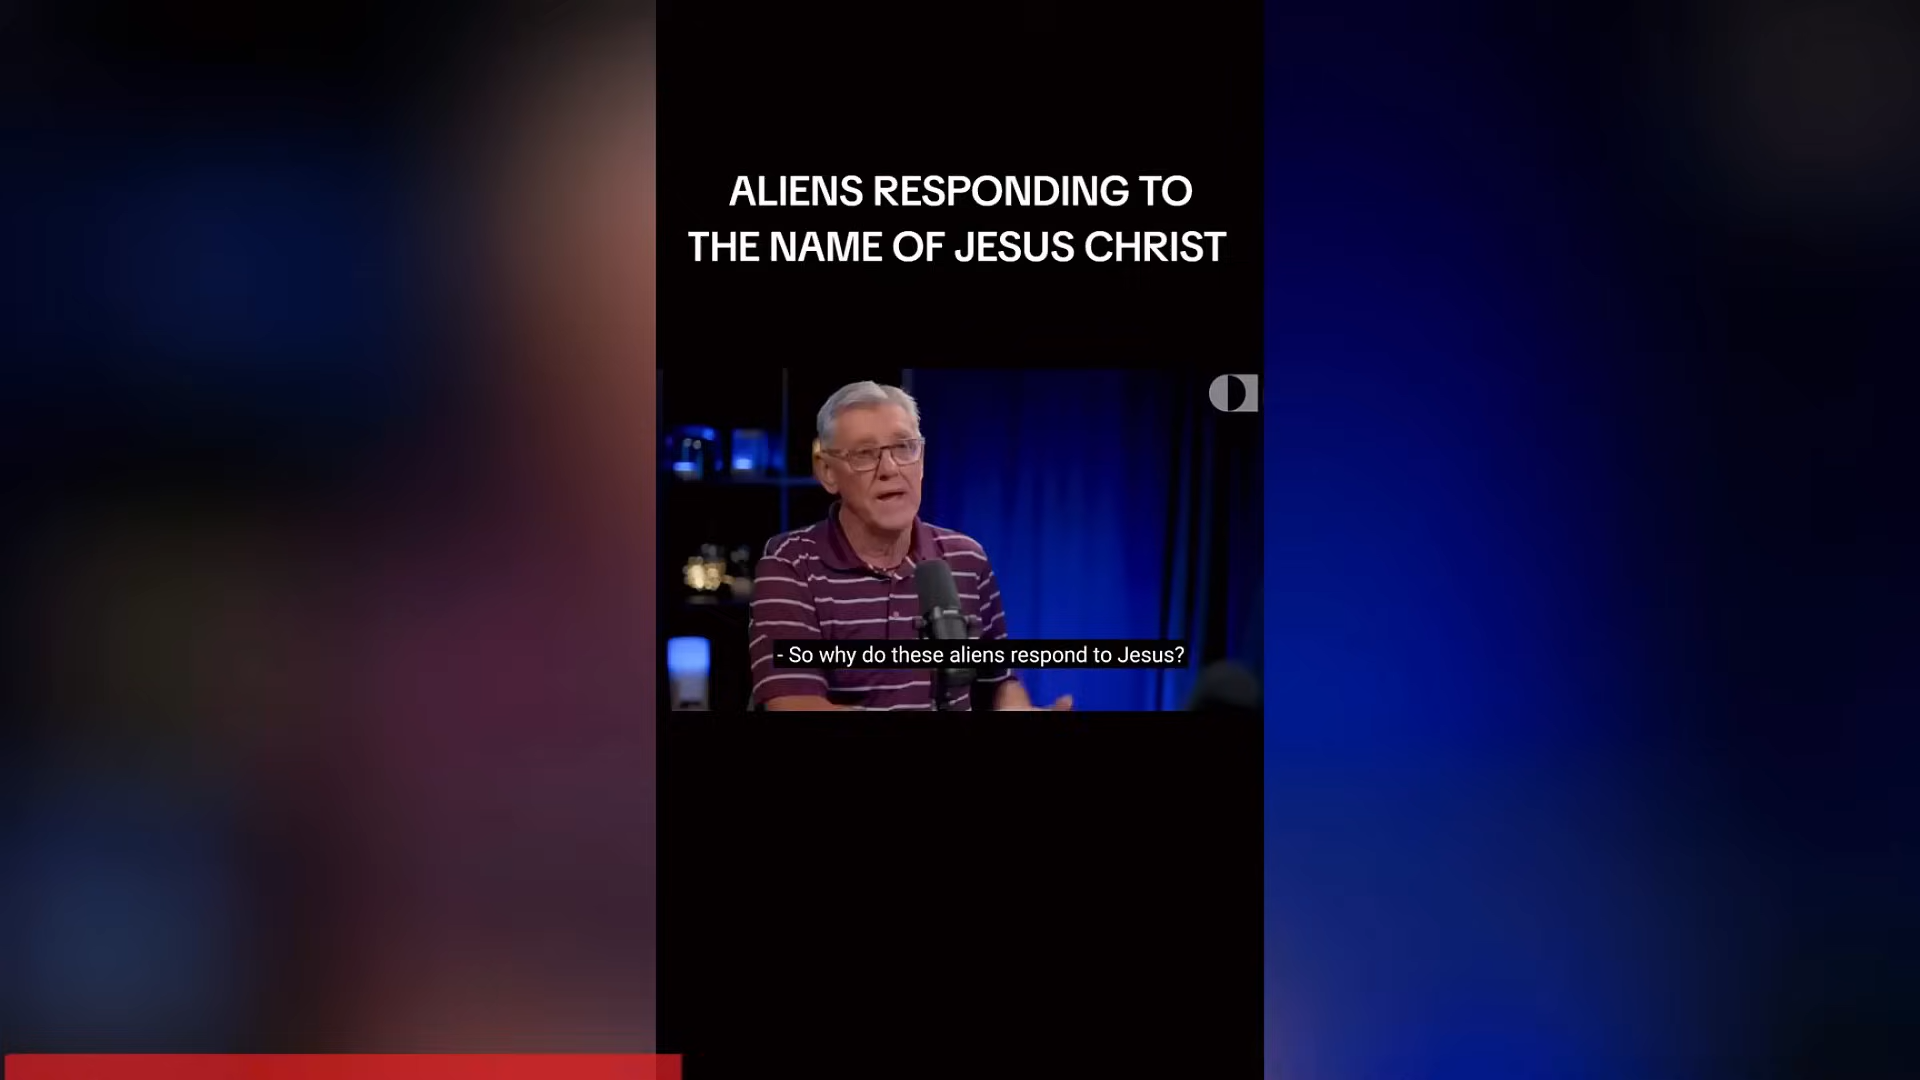 ALIENS RESPONDING TO
THE NAME OF JESUS CHRIST
- So why do these aliens respond to Jesus?